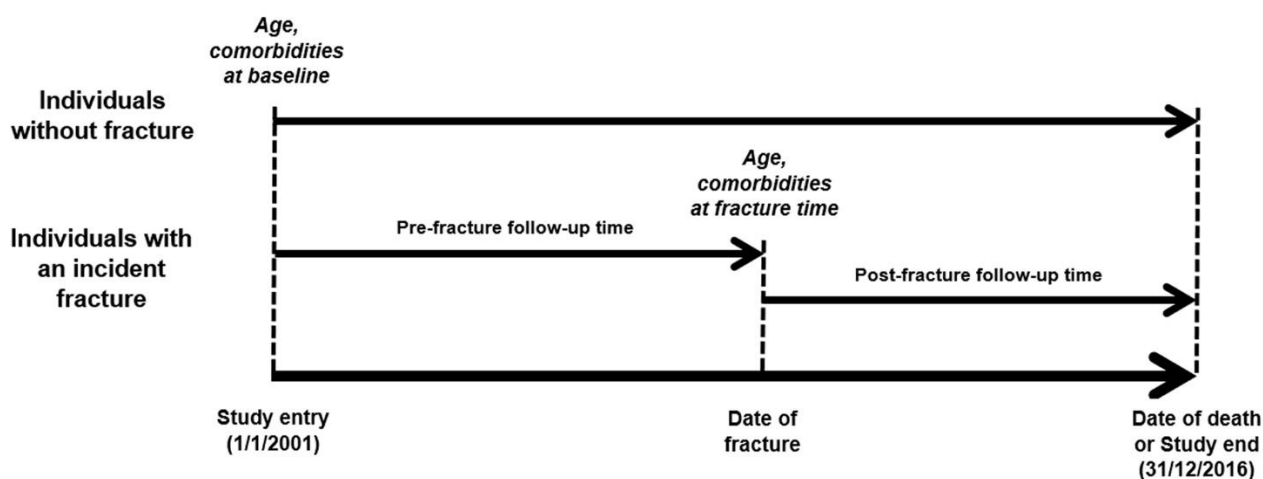 Age,
comorbidities
at baseline
Individuals
without fracture
Age,
comorbidities
at fracture time
Individuals with
an incident
fracture
Pre-fracture follow-up time
Post-fracture follow-up time
Study entry
(1/1/2001)
Date of
fracture
Date of death
or Study end
(31/12/2016)